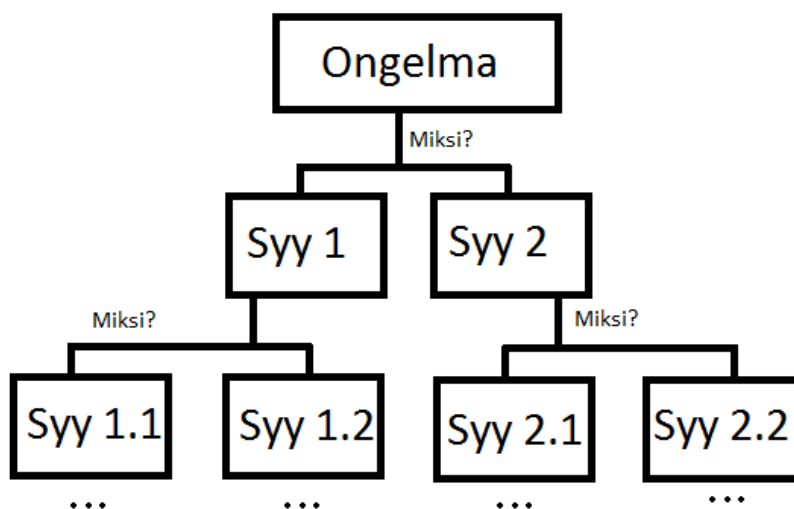 Ongelma
Miksi?
Syy 1
Syy 2
Miksi?
Miksi?
Syy 1.1
Syy 1.2
Syy 2.1
Syy 2.2
...
...
...
...